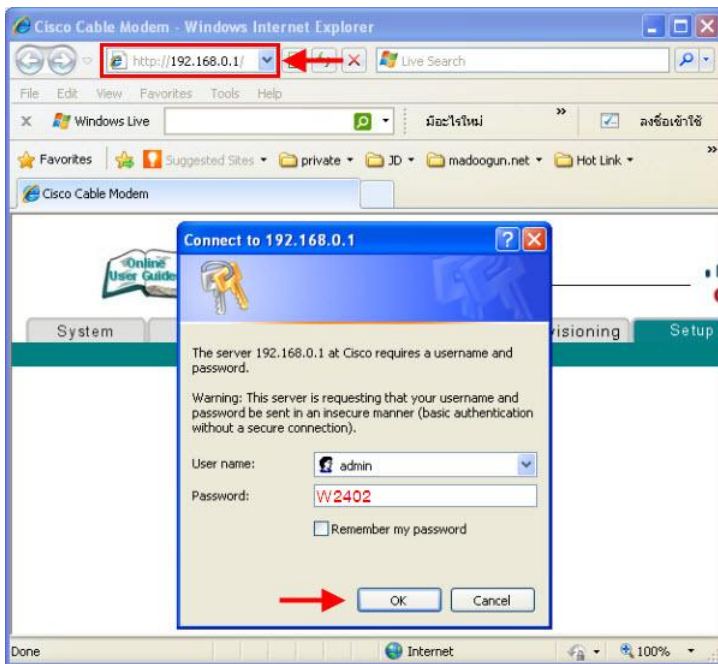 Cisco Cable Modem - Windows Internet Explorer
http://192.168.0.1/
Live Search
File Edit View Favorites Tools Help
x Windows Live มีอะไรใหม่ » ลงชื่อเข้าใช้
Favorites Suggested Sites private JD madoogun.net Hot Link »
Cisco Cable Modem
Online
User Guide
System
visioning
Setup
Connect to 192.168.0.1
The server 192.168.0.1 at Cisco requires a username and
password.
Warning: This server is requesting that your username and
password be sent in an insecure manner (basic authentication
without a secure connection).
User name: admin
Password: W2402
Remember my password
OK Cancel
Done Internet 100%